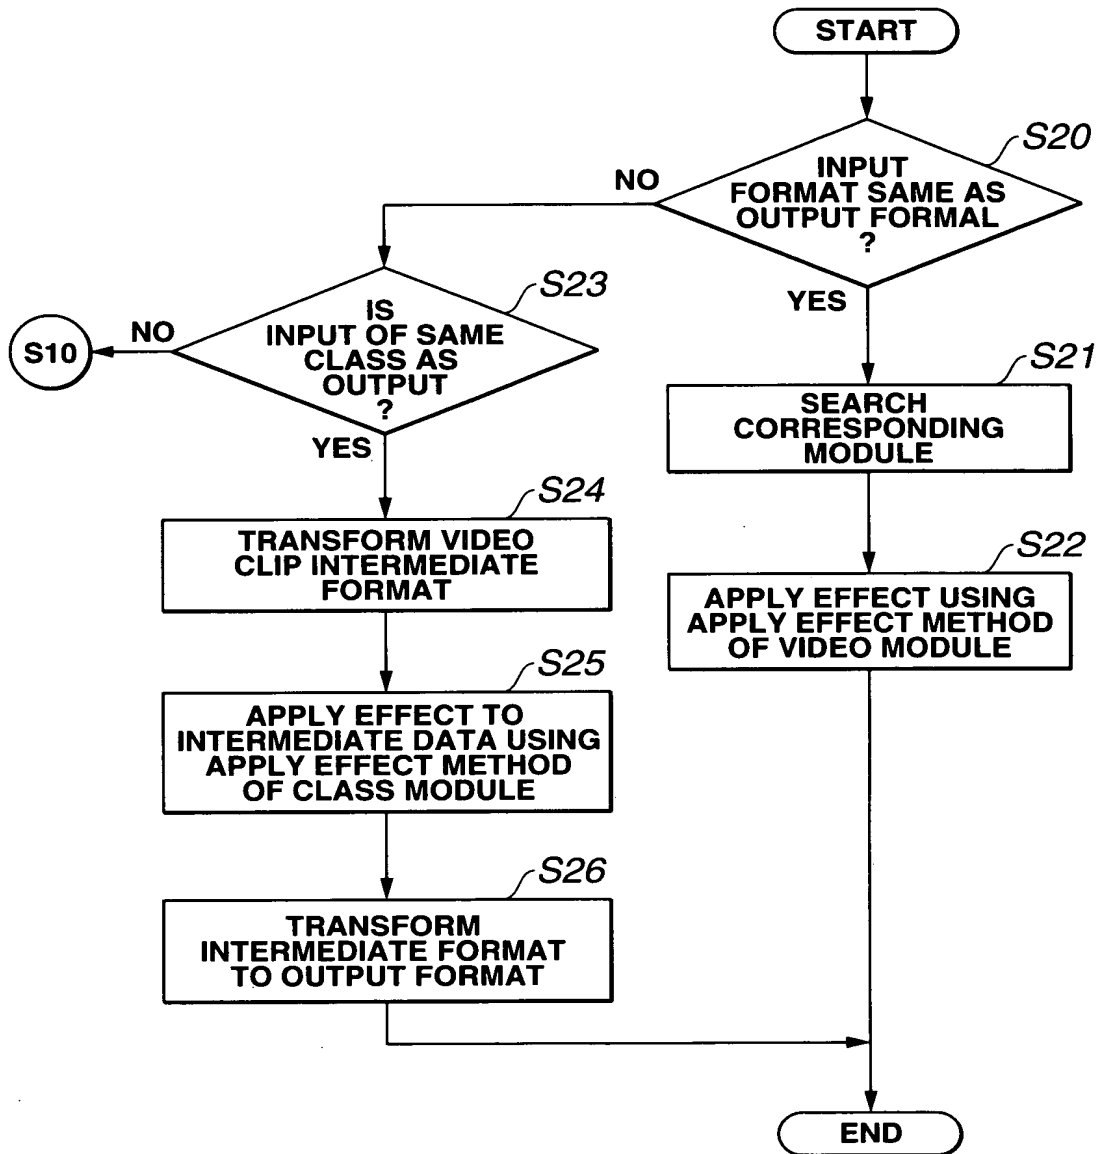 START
S20
INPUT
FORMAT SAME AS
OUTPUT FORMAL
?
NO
YES
S23
IS
INPUT OF SAME
CLASS AS
OUTPUT
?
NO
S10
YES
S21
SEARCH
CORRESPONDING
MODULE
S24
TRANSFORM VIDEO
CLIP INTERMEDIATE
FORMAT
S22
APPLY EFFECT USING
APPLY EFFECT METHOD
OF VIDEO MODULE
S25
APPLY EFFECT TO
INTERMEDIATE DATA USING
APPLY EFFECT METHOD
OF CLASS MODULE
S26
TRANSFORM
INTERMEDIATE FORMAT
TO OUTPUT FORMAT
END